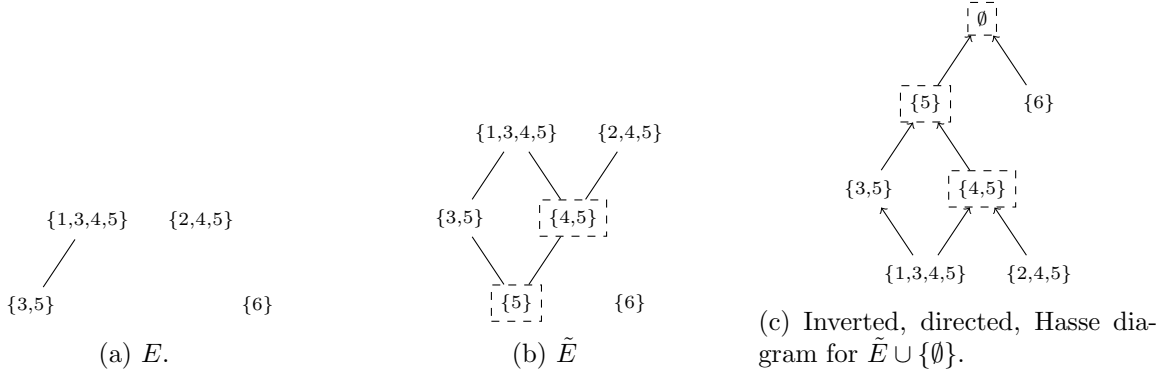 ∅
{5}
{6}
{1,3,4,5} {2,4,5}
{3,5} {4,5}
{1,3,4,5} {2,4,5}
{3,5} {4,5}
{1,3,4,5} {2,4,5}
{3,5} {6}
{5} {6}
(a) E.
(b) Ẽ
(c) Inverted, directed, Hasse dia-
gram for Ẽ ∪ {∅}.